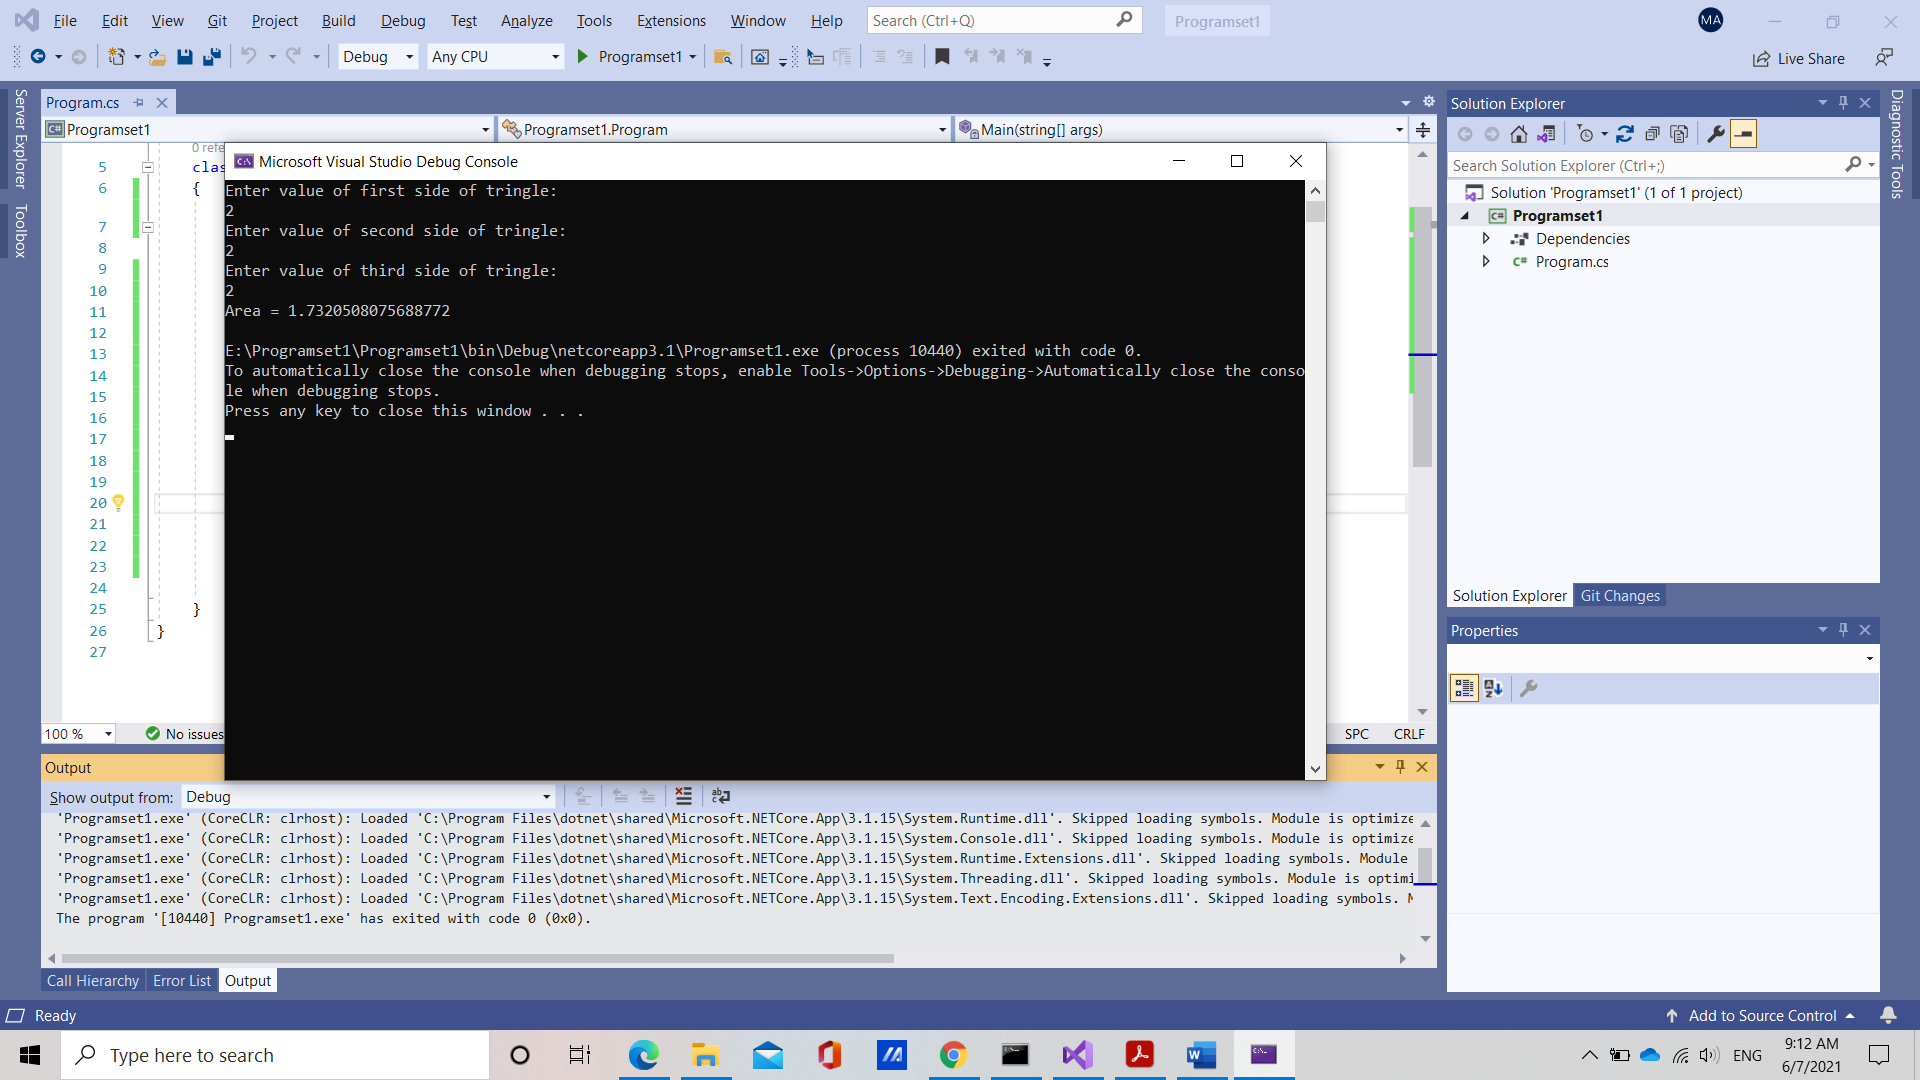 File Edit View Git Project Build Debug Test Analyze Tools Extensions Window Help Search (Ctrl+Q) Programset1 MA
Debug Any CPU Programset1 Live Share
Server Explorer
Toolbox
Program.cs
Programset1 Programset1.Program Main(string[] args)
0 refe
5 clas
6 {
7
8
9
10
11
12
13
14
15
16
17
18
19
20
21
22
23
24
25 }
26 }
27
Microsoft Visual Studio Debug Console
Enter value of first side of tringle:
2
Enter value of second side of tringle:
2
Enter value of third side of tringle:
2
Area = 1.7320508075688772
E:\Programset1\Programset1\bin\Debug\netcoreapp3.1\Programset1.exe (process 10440) exited with code 0.
To automatically close the console when debugging stops, enable Tools->Options->Debugging->Automatically close the conso
le when debugging stops.
Press any key to close this window . . .
100 % No issues SPC CRLF
Output
Show output from: Debug
'Programset1.exe' (CoreCLR: clrhost): Loaded 'C:\Program Files\dotnet\shared\Microsoft.NETCore.App\3.1.15\System.Runtime.dll'. Skipped loading symbols. Module is optimize
'Programset1.exe' (CoreCLR: clrhost): Loaded 'C:\Program Files\dotnet\shared\Microsoft.NETCore.App\3.1.15\System.Console.dll'. Skipped loading symbols. Module is optimize
'Programset1.exe' (CoreCLR: clrhost): Loaded 'C:\Program Files\dotnet\shared\Microsoft.NETCore.App\3.1.15\System.Runtime.Extensions.dll'. Skipped loading symbols. Module
'Programset1.exe' (CoreCLR: clrhost): Loaded 'C:\Program Files\dotnet\shared\Microsoft.NETCore.App\3.1.15\System.Threading.dll'. Skipped loading symbols. Module is optimi
'Programset1.exe' (CoreCLR: clrhost): Loaded 'C:\Program Files\dotnet\shared\Microsoft.NETCore.App\3.1.15\System.Text.Encoding.Extensions.dll'. Skipped loading symbols. M
The program '[10440] Programset1.exe' has exited with code 0 (0x0).
Call Hierarchy Error List Output
Solution Explorer
Search Solution Explorer (Ctrl+;)
Solution 'Programset1' (1 of 1 project)
Programset1
Dependencies
Program.cs
Solution Explorer Git Changes
Properties
Diagnostic Tools
Ready Add to Source Control
Type here to search ENG 9:12 AM
6/7/2021